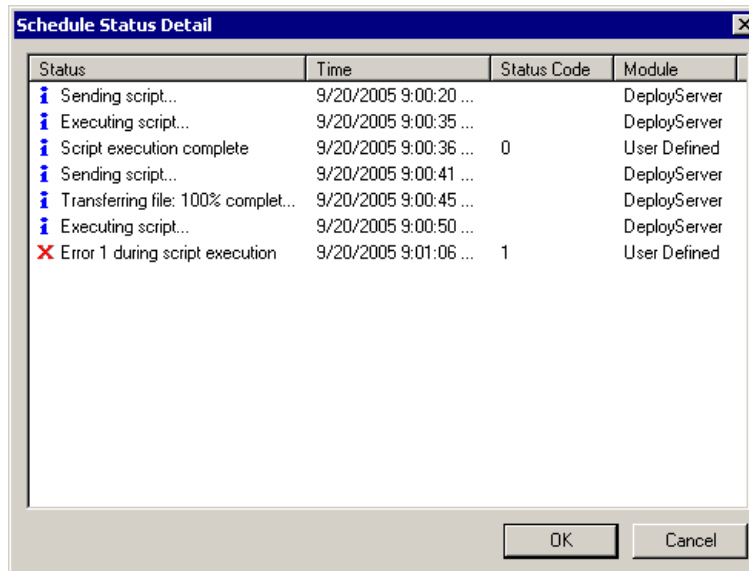 Schedule Status Detail
Status Time Status Code Module
Sending script... 9/20/2005 9:00:20 ... DeployServer
Executing script... 9/20/2005 9:00:35 ... DeployServer
Script execution complete 9/20/2005 9:00:36 ... 0 User Defined
Sending script... 9/20/2005 9:00:41 ... DeployServer
Transferring file: 100% complet... 9/20/2005 9:00:45 ... DeployServer
Executing script... 9/20/2005 9:00:50 ... DeployServer
Error 1 during script execution 9/20/2005 9:01:06 ... 1 User Defined
OK Cancel